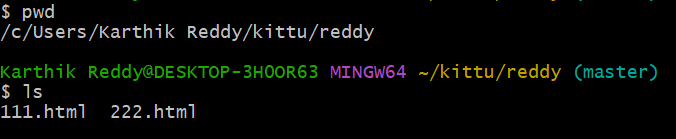 $ pwd
/c/Users/Karthik Reddy/kittu/reddy
Karthik Reddy@DESKTOP-3HOOR63 MINGW64 ~/kittu/reddy (master)
$ ls
111.html  222.html